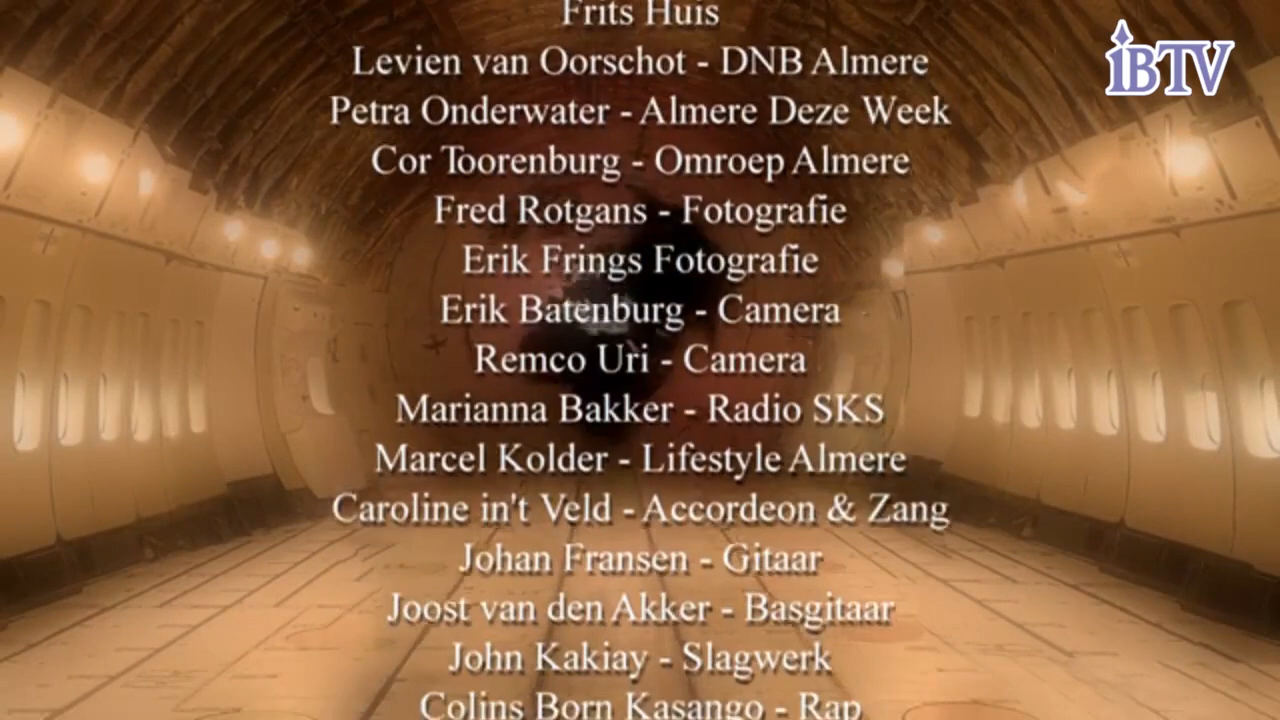 Frits Huis
iBTV
Levien van Oorschot - DNB Almere
Petra Onderwater - Almere Deze Week
Cor Toorenburg - Omroep Almere
Fred Rotgans - Fotografie
Erik Frings Fotografie
Erik Batenburg - Camera
Remco Uri - Camera
Marianna Bakker - Radio SKS
Marcel Kolder - Lifestyle Almere
Caroline in't Veld - Accordeon & Zang
Johan Fransen - Gitaar
Joost van den Akker - Basgitaar
John Kakiay - Slagwerk
Colins Born Kasango - Rap